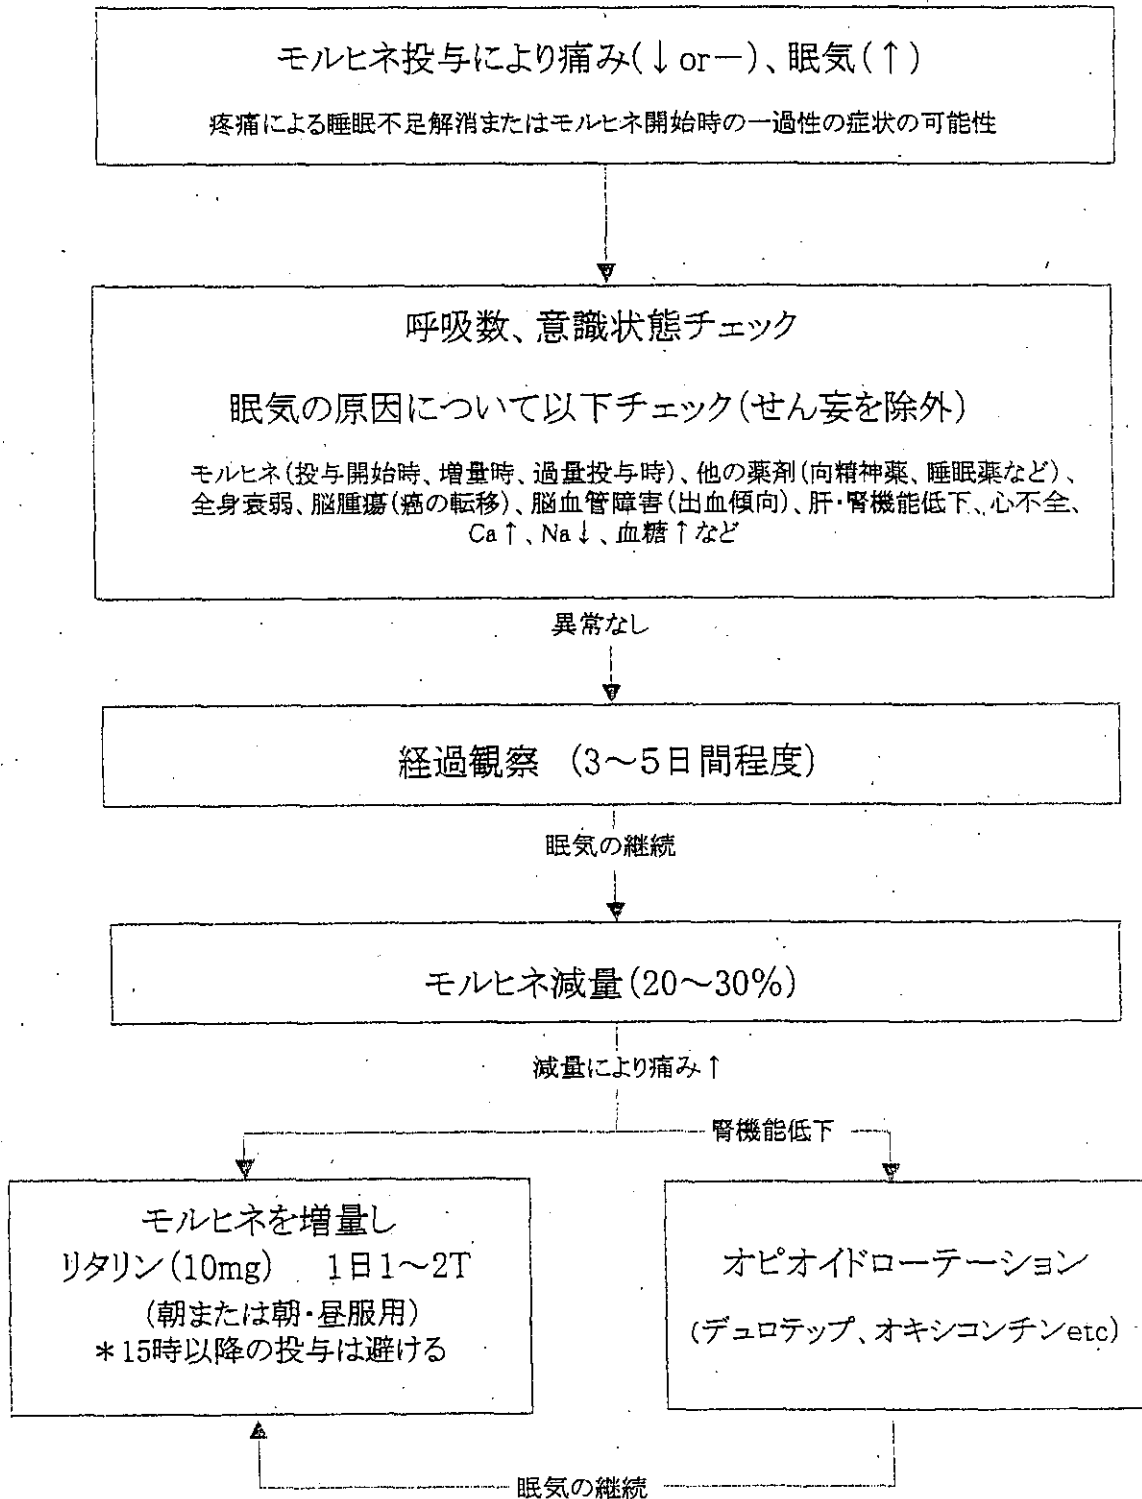 モルヒネ投与により痛み(↓or－)、眠気(↑)
疼痛による睡眠不足解消またはモルヒネ開始時の一過性の症状の可能性
呼吸数、意識状態チェック
眠気の原因について以下チェック(せん妄を除外)
モルヒネ(投与開始時、増量時、過量投与時)、他の薬剤(向精神薬、睡眠薬など)、
全身衰弱、脳腫瘍(癌の転移)、脳血管障害(出血傾向)、肝・腎機能低下、心不全、
Ca↑、Na↓、血糖↑など
異常なし
経過観察 (3～5日間程度)
眠気の継続
モルヒネ減量(20～30%)
減量により痛み↑
腎機能低下
モルヒネを増量し
リタリン(10mg) 1日1～2T
(朝または朝・昼服用)
*15時以降の投与は避ける
オピオイドローテーション
(デュロテップ、オキシコンチンetc)
眠気の継続